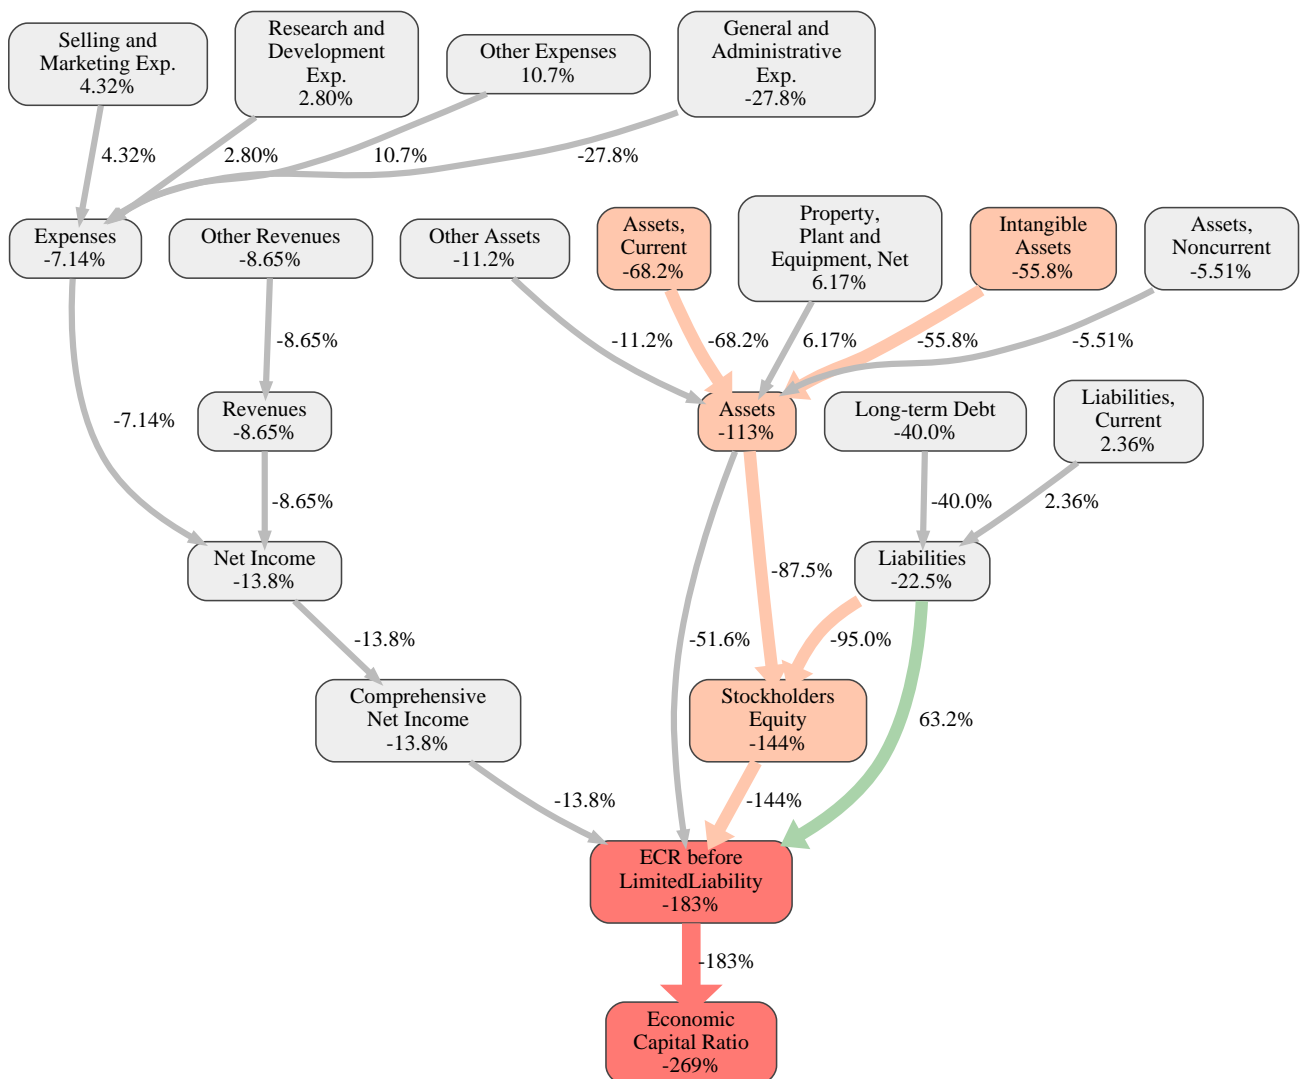 Selling and
Marketing Exp.
4.32%
Research and
Development
Exp.
2.80%
Other Expenses
10.7%
General and
Administrative
Exp.
-27.8%
4.32%
2.80%
10.7%
-27.8%
Expenses
-7.14%
Other Revenues
-8.65%
Other Assets
-11.2%
Assets,
Current
-68.2%
Property,
Plant and
Equipment, Net
6.17%
Intangible
Assets
-55.8%
Assets,
Noncurrent
-5.51%
-8.65%
-11.2%
-68.2%
6.17%
-55.8%
-5.51%
-7.14%
Revenues
-8.65%
Assets
-113%
Long-term Debt
-40.0%
Liabilities,
Current
2.36%
-8.65%
-40.0%
2.36%
Net Income
-13.8%
-87.5%
Liabilities
-22.5%
-13.8%
-51.6%
-95.0%
Comprehensive
Net Income
-13.8%
Stockholders
Equity
-144%
63.2%
-13.8%
-144%
ECR before
LimitedLiability
-183%
-183%
Economic
Capital Ratio
-269%